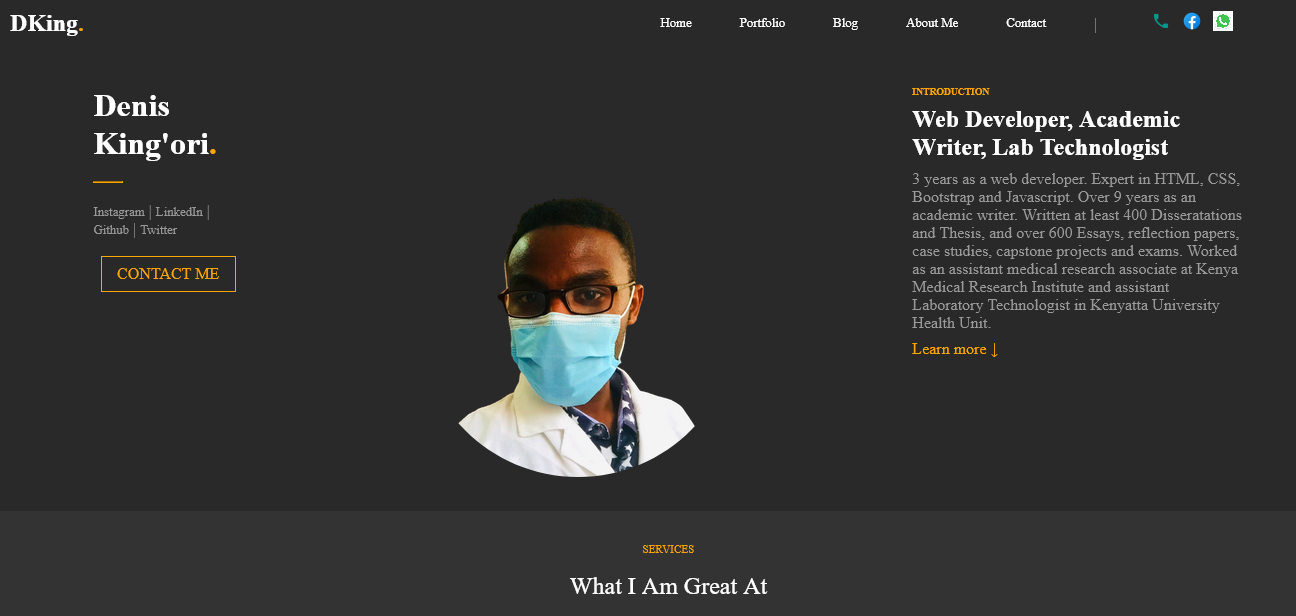 DKing.
Home Portfolio Blog About Me Contact |
Denis
King'ori.
Instagram | LinkedIn |
Github | Twitter
CONTACT ME
INTRODUCTION
Web Developer, Academic
Writer, Lab Technologist
3 years as a web developer. Expert in HTML, CSS,
Bootstrap and Javascript. Over 9 years as an
academic writer. Written at least 400 Disseratations
and Thesis, and over 600 Essays, reflection papers,
case studies, capstone projects and exams. Worked
as an assistant medical research associate at Kenya
Medical Research Institute and assistant
Laboratory Technologist in Kenyatta University
Health Unit.
Learn more ↓
SERVICES
What I Am Great At